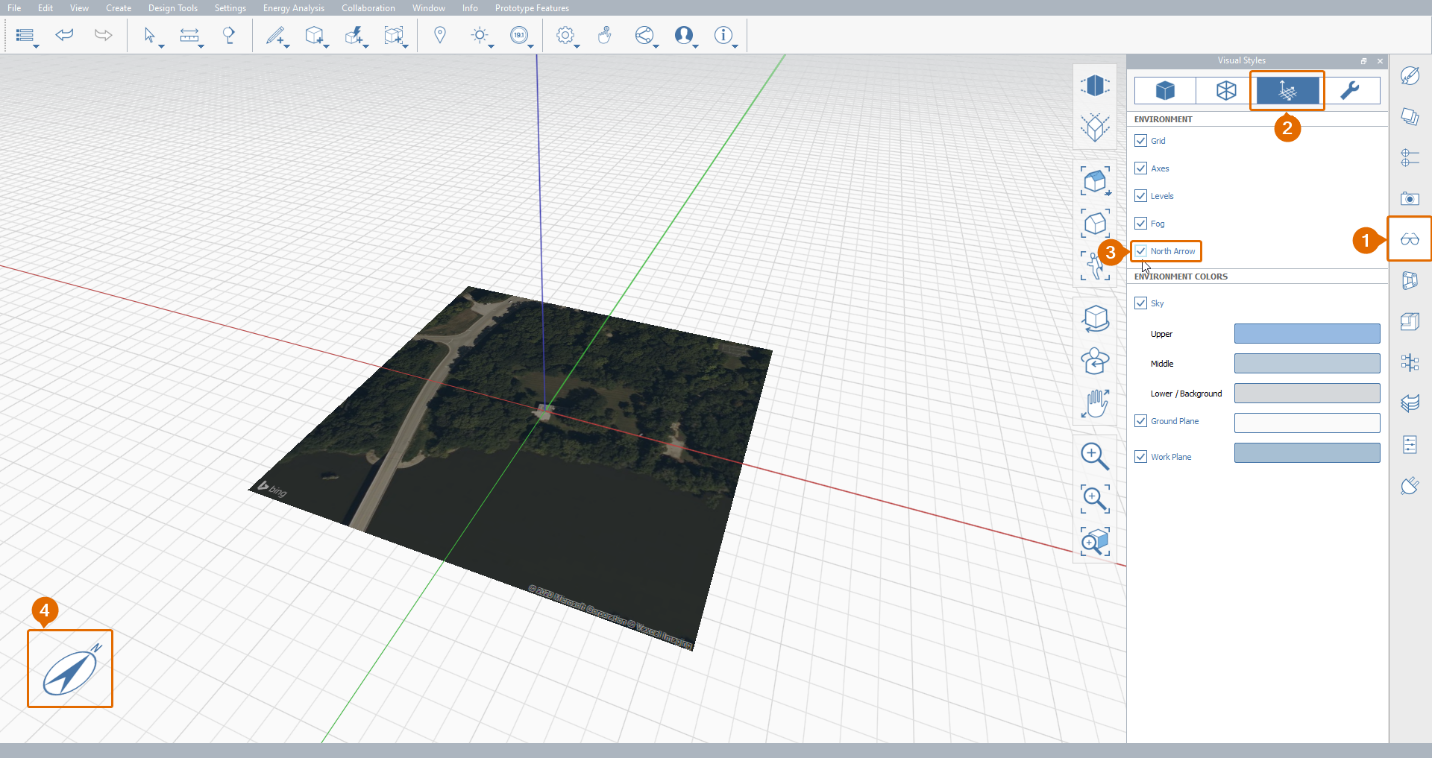 File Edit View Create Design Tools Settings Energy Analysis Collaboration Window Info Prototype Features
Visual Styles
2
ENVIRONMENT
Grid
Axes
Levels
Fog
1
3
North Arrow
ENVIRONMENT COLORS
Sky
Upper
Middle
Lower / Background
Ground Plane
Work Plane
bing
4
N